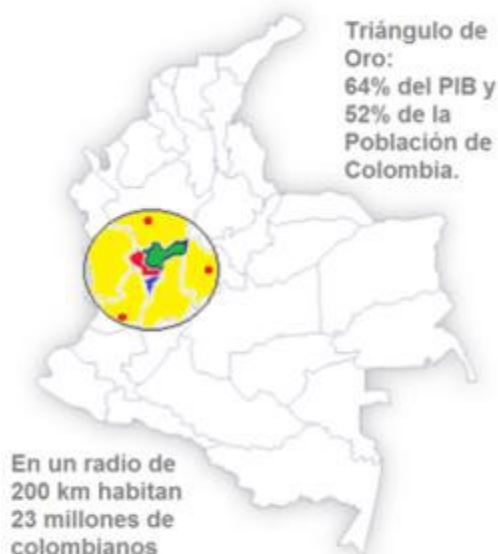 Triángulo de
Oro:
64% del PIB y
52% de la
Población de
Colombia.
En un radio de
200 km habitan
23 millones de
colombianos